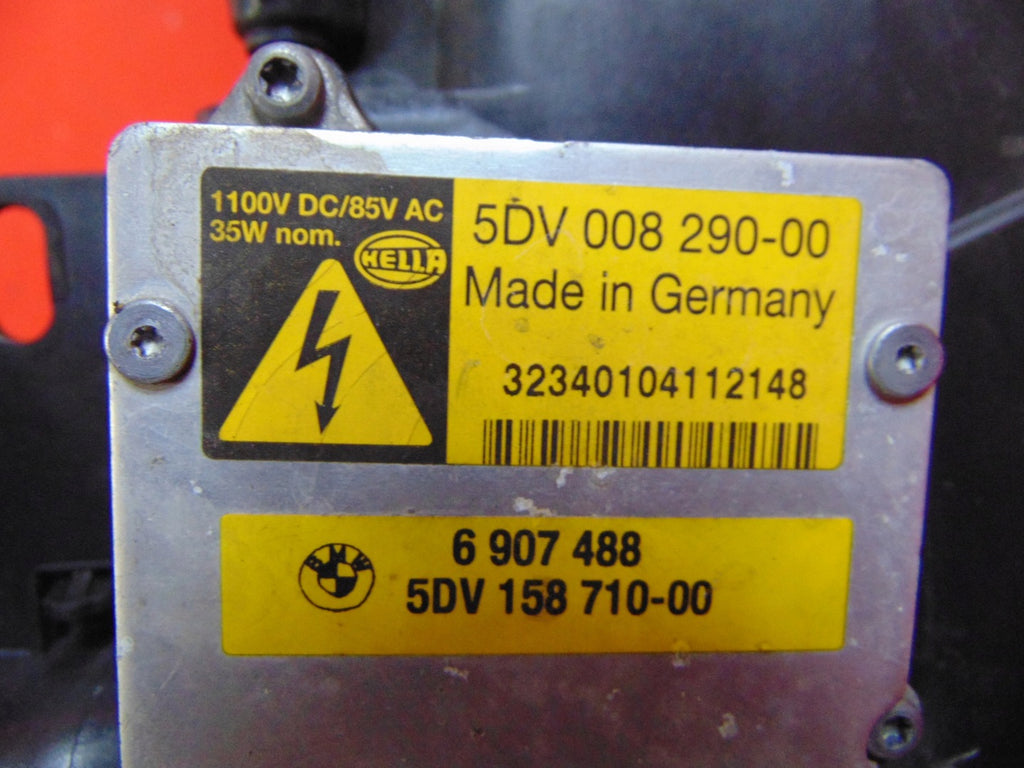 1100V DC/85V AC
35W nom.
HELLA
5DV 008 290-00
Made in Germany
32340104112148
BMW
6 907 488
5DV 158 710-00